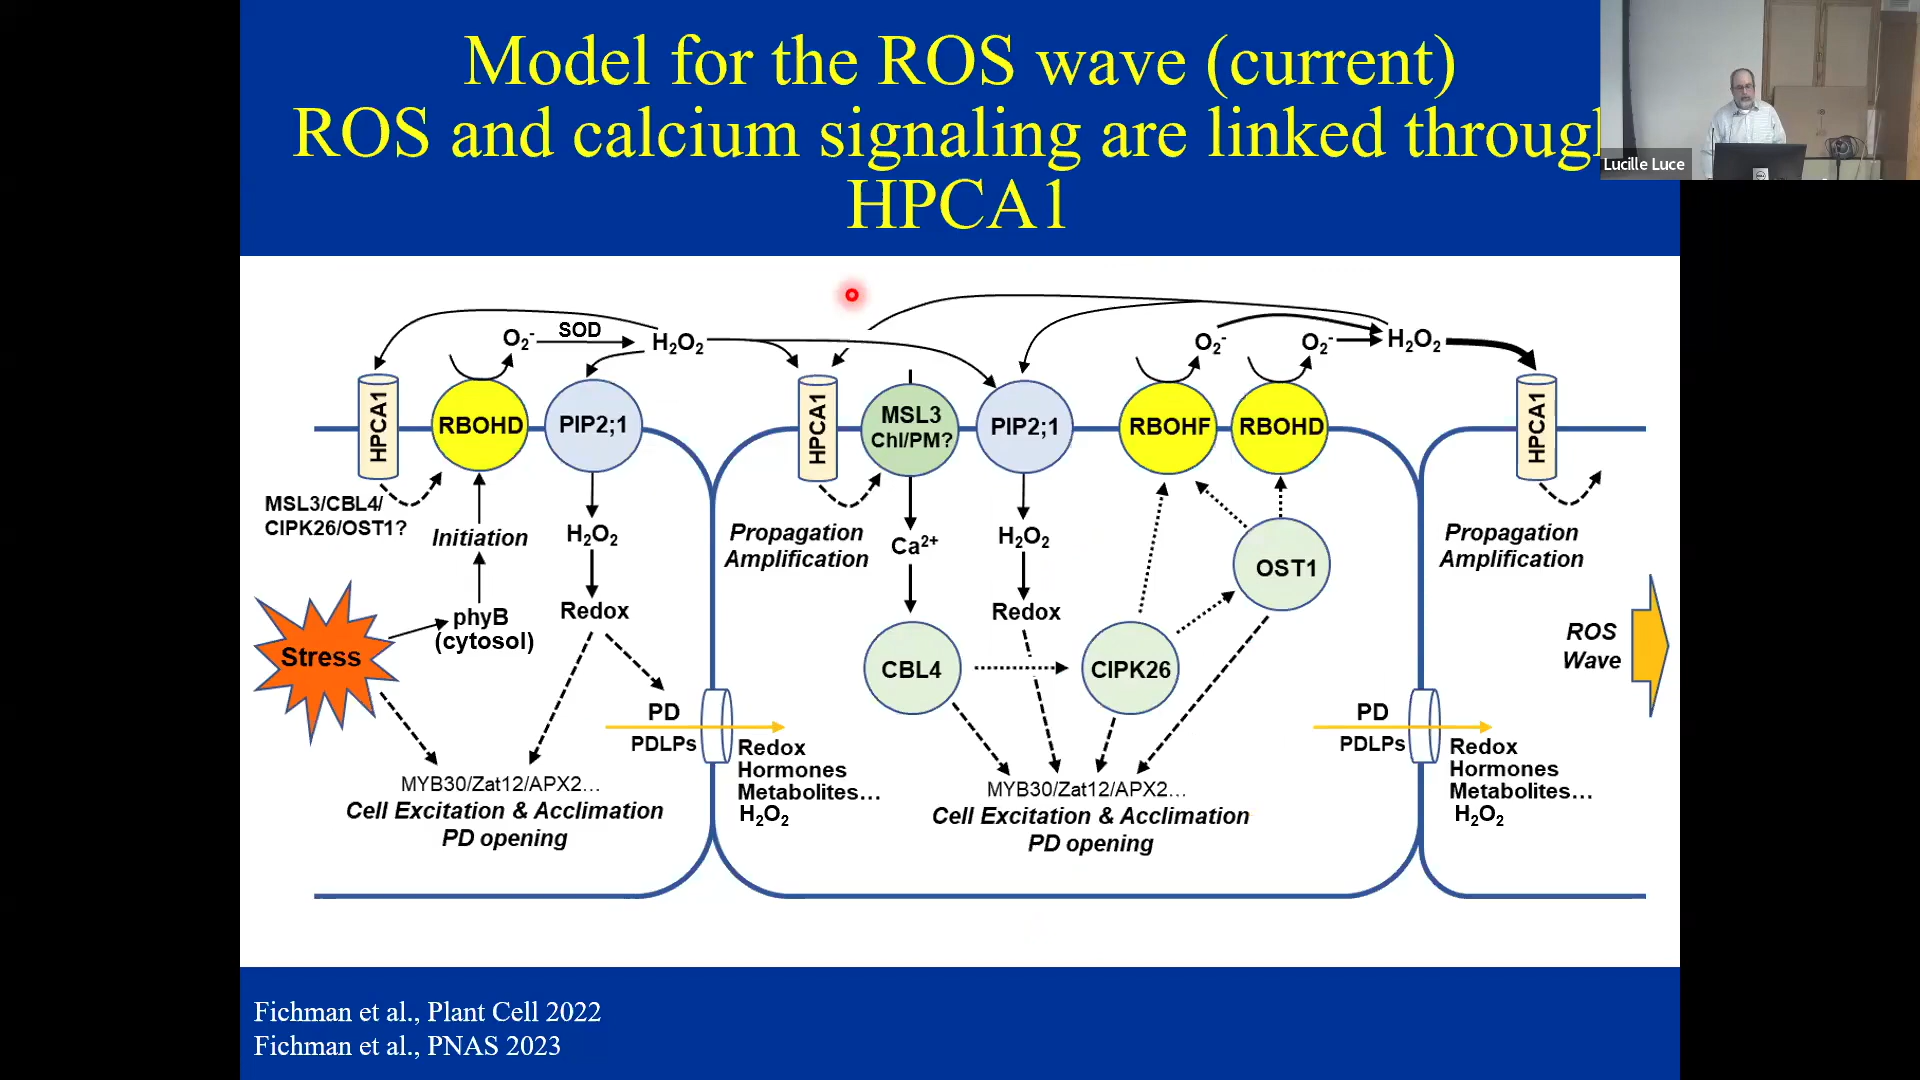 Model for the ROS wave (current)
ROS and calcium signaling are linked throug
HPCA1
Lucille Luce
O₂⁻
SOD
H₂O₂
O₂⁻
O₂⁻
H₂O₂
HPCA1
RBOHD
PIP2;1
HPCA1
MSL3
Chl/PM?
PIP2;1
RBOHF
RBOHD
HPCA1
MSL3/CBL4/
CIPK26/OST1?
Initiation
H₂O₂
Propagation
Amplification
Ca²⁺
H₂O₂
OST1
Propagation
Amplification
Stress
phyB
(cytosol)
Redox
Redox
CBL4
CIPK26
ROS
Wave
PD
PDLPs
Redox
Hormones
Metabolites...
H₂O₂
PD
PDLPs
Redox
Hormones
Metabolites...
H₂O₂
MYB30/Zat12/APX2...
Cell Excitation & Acclimation
PD opening
MYB30/Zat12/APX2...
Cell Excitation & Acclimation
PD opening
Fichman et al., Plant Cell 2022
Fichman et al., PNAS 2023